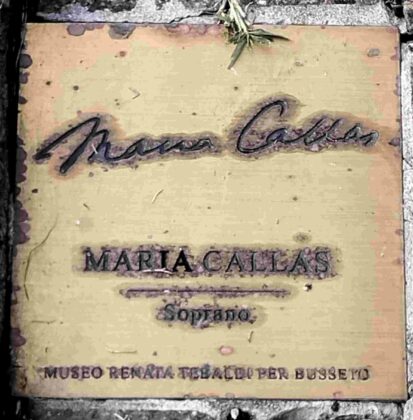 Maria Callas
MARIA CALLAS
Soprano
MUSEO RENATA TEBALDI PER BUSSETO